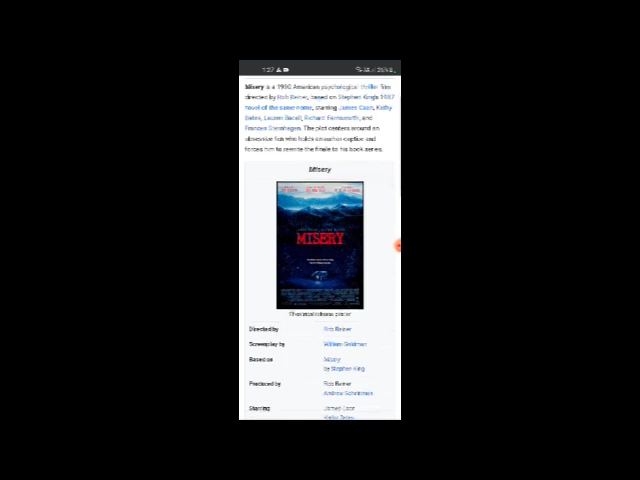 Misery is a 1990 American psychological thriller film
directed by Rob Reiner, based on Stephen King's 1987
novel of the same name, starring James Caan, Kathy
Bates, Lauren Bacall, Richard Farnsworth, and
Frances Sternhagen. The plot centers around an
obsessive fan who holds an author captive and
forces him to rewrite the finale to his book series.
Misery
MISERY
Theatrical release poster
Directed by Rob Reiner
Screenplay by William Goldman
Based on Misery
by Stephen King
Produced by Rob Reiner
Andrew Scheinman
Starring James Caan
Kathy Bates